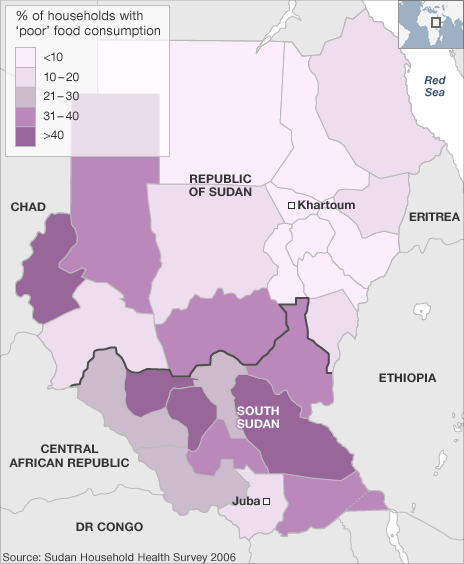 % of households with
‘poor’ food consumption
<10
10–20
21–30
31–40
>40
Red
Sea
REPUBLIC
OF SUDAN
Khartoum
CHAD
ERITREA
ETHIOPIA
SOUTH
SUDAN
CENTRAL
AFRICAN REPUBLIC
Juba
DR CONGO
Source: Sudan Household Health Survey 2006